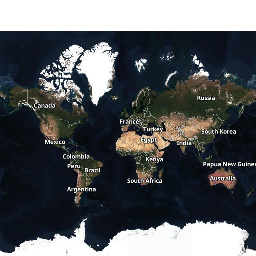 Russia
Canada
France
Turkey
South Korea
Mexico
Egypt
India
Colombia
Kenya
Papua New Guinea
Peru
Brazil
South Africa
Australia
Argentina